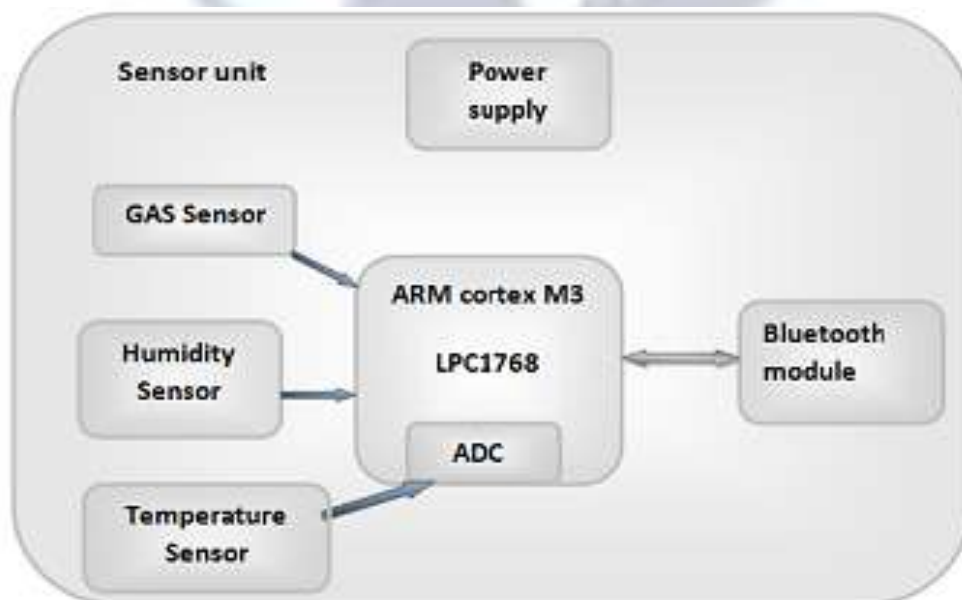 Sensor unit
Power
supply
GAS Sensor
ARM cortex M3
LPC1768
ADC
Humidity
Sensor
Temperature
Sensor
Bluetooth
module